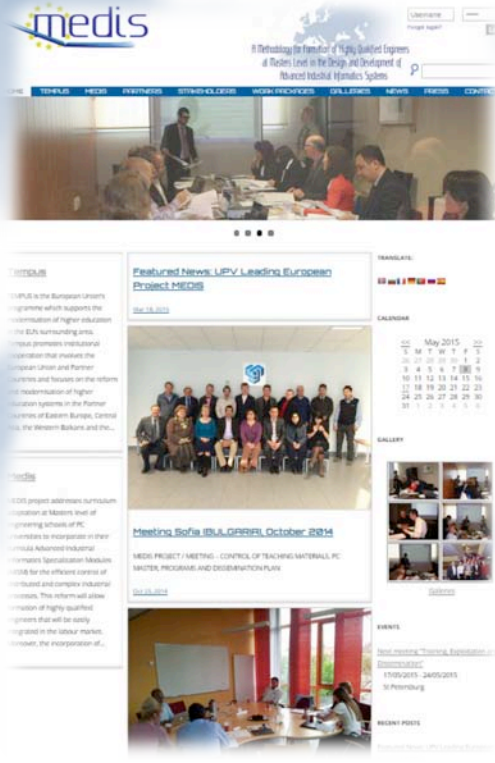 medis
Username
Forgot login?
A Methodology for Formation of Highly Qualified Engineers
at Masters Level in the Design and Development of
Advanced Industrial Informatics Systems
TEMPUS MEDIS PARTNERS STAKEHOLDERS WORK PACKAGES GALLERIES NEWS PRESS
Tempus
TEMPUS is the European Union's
programme which supports the
modernisation of higher education
in the EU's surrounding area.
Tempus promotes institutional
cooperation that involves the
European Union and Partner
Countries and focuses on the reform
and modernisation of higher
education systems in the Partner
Countries of Eastern Europe, Central
Asia, the Western Balkans and the...
Medis
MEDIS project addresses curriculum
adaptation at Masters level of
engineering schools of PC
universities to incorporate in their
curricula Advanced Industrial
Informatics Specialization Modules
for the efficient control of
distributed and complex industrial
processes. This reform will allow
formation of highly qualified
engineers that will be easily
integrated in the labour market.
Moreover, the incorporation of...
Featured News: UPV Leading European
Project MEDIS
Mar 18, 2015
Meeting Sofia (BULGARIA), October 2014
MEDIS PROJECT / MEETING - CONTROL OF TEACHING MATERIALS, PC
MASTER, PROGRAMS AND DISSEMINATION PLAN
Oct 25, 2014
TRANSLATE:
CALENDAR
<< May 2015 >>
S M T W T F S
26 27 28 29 30 1 2
3 4 5 6 7 8 9
10 11 12 13 14 15 16
17 18 19 20 21 22 23
24 25 26 27 28 29 30
31 1 2 3 4 5 6
GALLERY
Galleries
EVENTS
Next meeting "Training, Exploitation
Dissemination"
17/05/2015 - 24/05/2015
St Petersburg
RECENT POSTS
Featured News: UPV Leading European